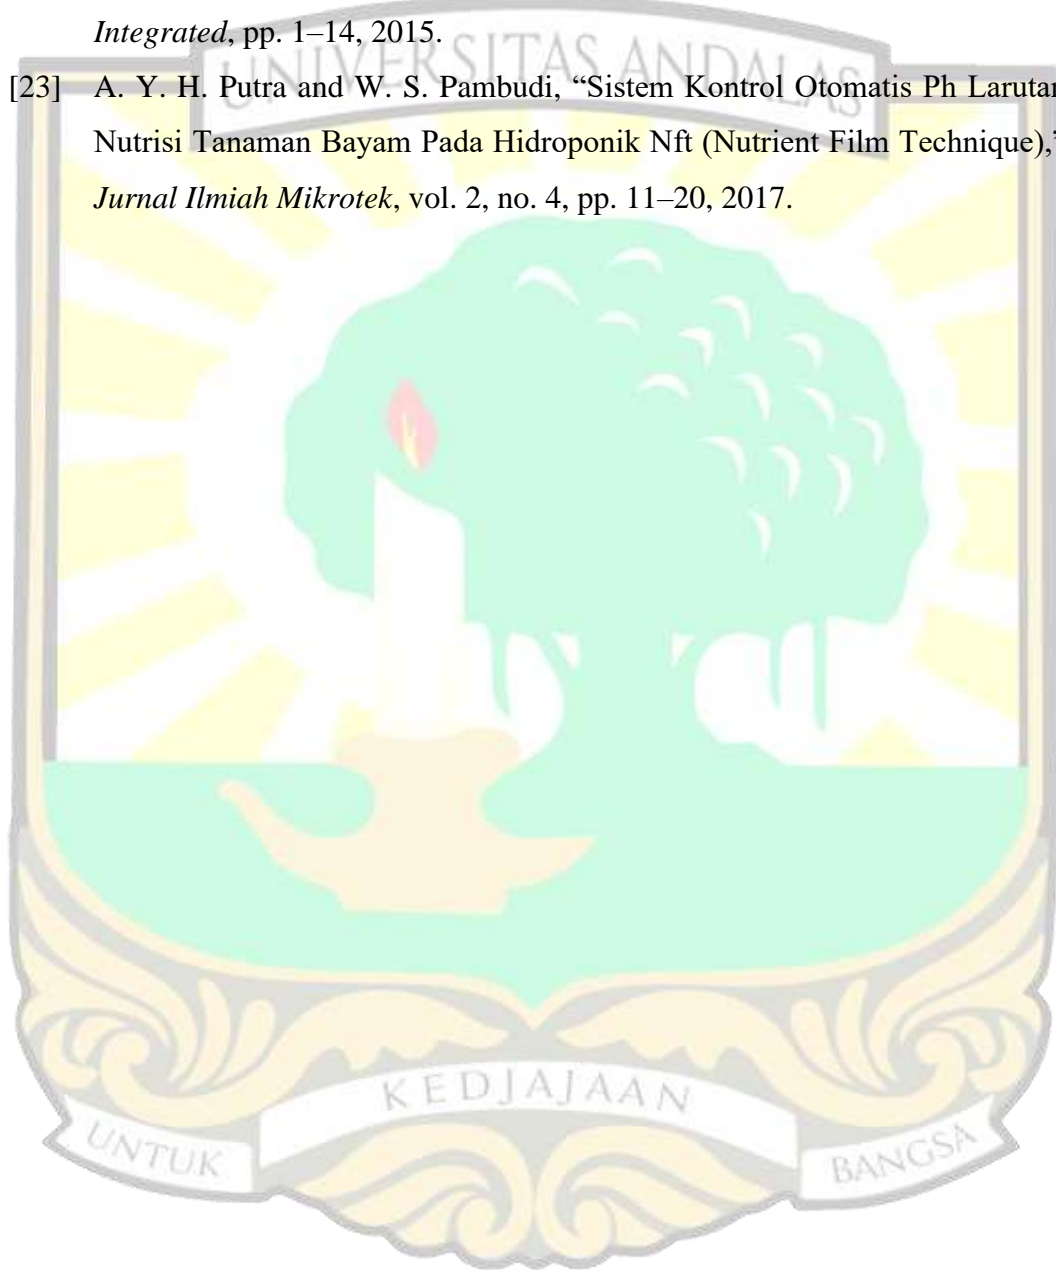 Integrated, pp. 1–14, 2015.
UNIVERSITAS ANDALAS
[23] A. Y. H. Putra and W. S. Pambudi, “Sistem Kontrol Otomatis Ph Larutan
Nutrisi Tanaman Bayam Pada Hidroponik Nft (Nutrient Film Technique),”
Jurnal Ilmiah Mikrotek, vol. 2, no. 4, pp. 11–20, 2017.
KEDJAJAAN
UNTUK
BANGSA